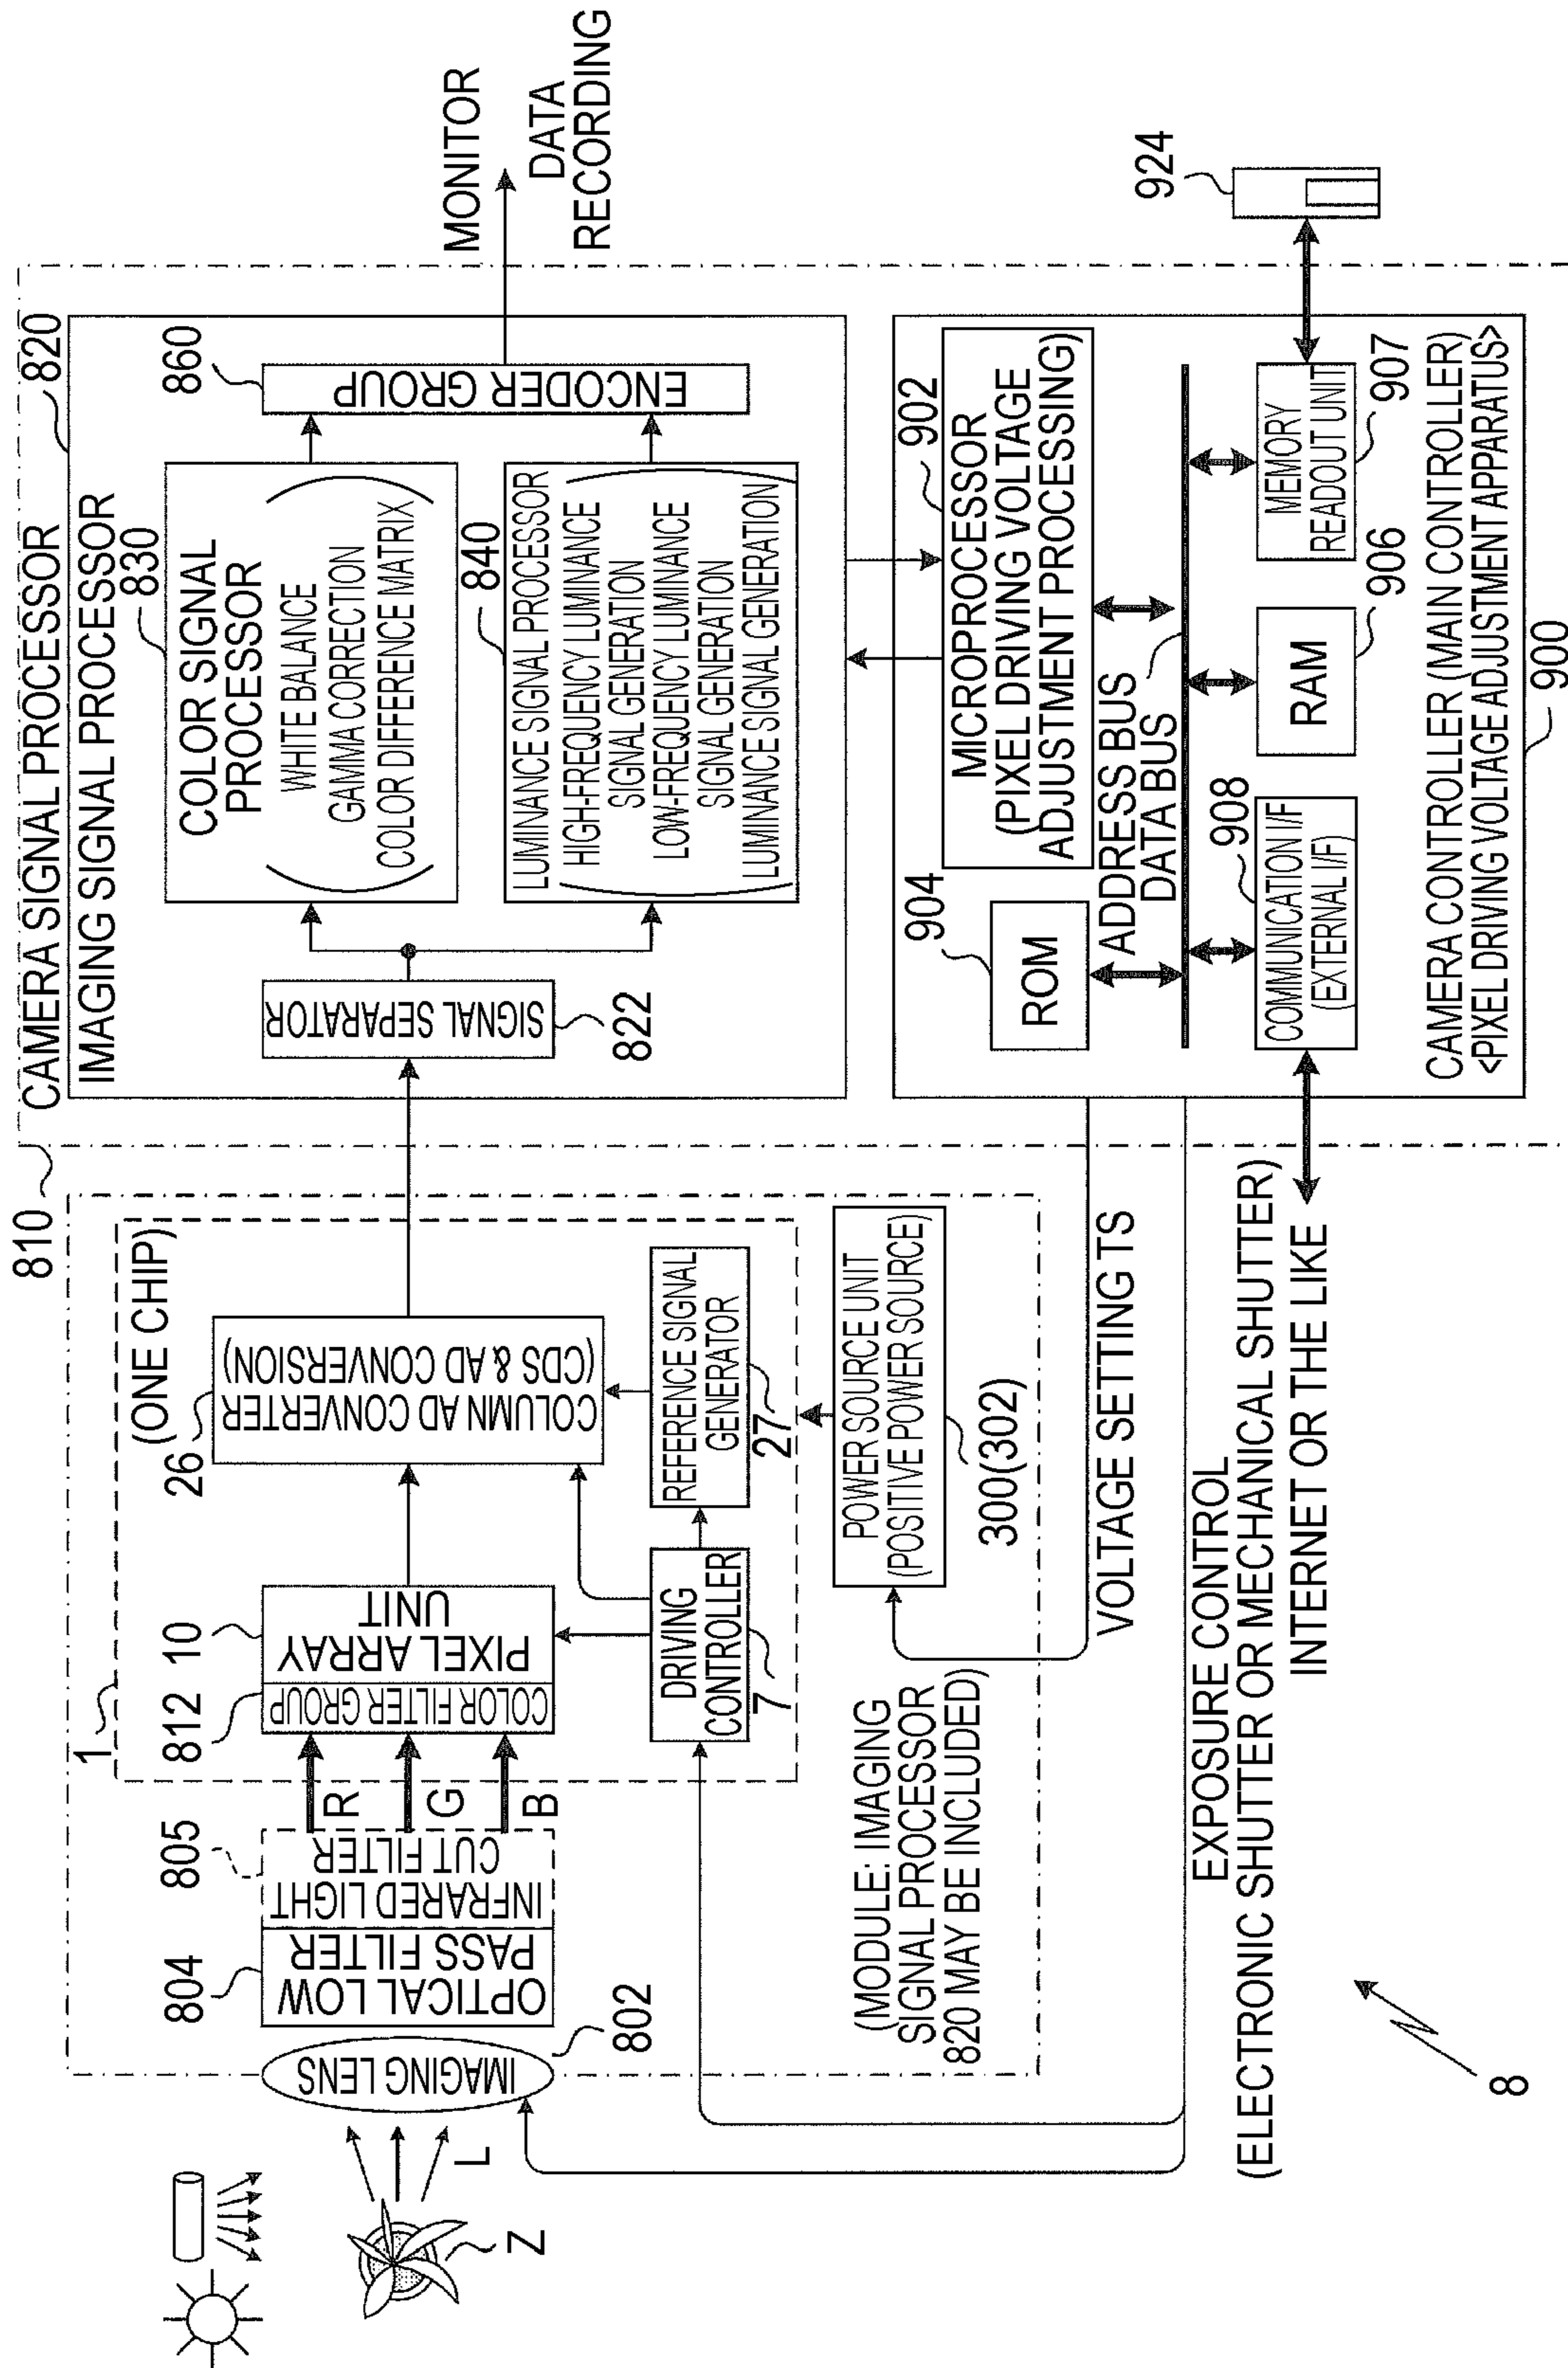 810
CAMERA SIGNAL PROCESSOR
820
IMAGING SIGNAL PROCESSOR
830
COLOR SIGNAL
PROCESSOR
WHITE BALANCE
GAMMA CORRECTION
COLOR DIFFERENCE MATRIX
840
LUMINANCE SIGNAL PROCESSOR
HIGH-FREQUENCY LUMINANCE
SIGNAL GENERATION
LOW-FREQUENCY LUMINANCE
SIGNAL GENERATION
LUMINANCE SIGNAL GENERATION
860
ENCODER GROUP
SIGNAL SEPARATOR
822
MONITOR
DATA
RECORDING
1
(ONE CHIP)
802
IMAGING LENS
804
OPTICAL LOW
PASS FILTER
805
INFRARED LIGHT
CUT FILTER
R
G
B
812
COLOR FILTER GROUP
10
PIXEL ARRAY
UNIT
26
COLUMN AD CONVERTER
(CDS & AD CONVERSION)
DRIVING
CONTROLLER
7
REFERENCE SIGNAL
GENERATOR
27
POWER SOURCE UNIT
(POSITIVE POWER SOURCE)
300(302)
(MODULE: IMAGING
SIGNAL PROCESSOR
820 MAY BE INCLUDED)
L
Z
VOLTAGE SETTING TS
EXPOSURE CONTROL
(ELECTRONIC SHUTTER OR MECHANICAL SHUTTER)
INTERNET OR THE LIKE
904
ROM
902
MICROPROCESSOR
(PIXEL DRIVING VOLTAGE
ADJUSTMENT PROCESSING)
ADDRESS BUS
DATA BUS
908
COMMUNICATION I/F
(EXTERNAL I/F)
RAM
906
MEMORY
READOUT UNIT
907
924
CAMERA CONTROLLER (MAIN CONTROLLER)
<PIXEL DRIVING VOLTAGE ADJUSTMENT APPARATUS>
900
8